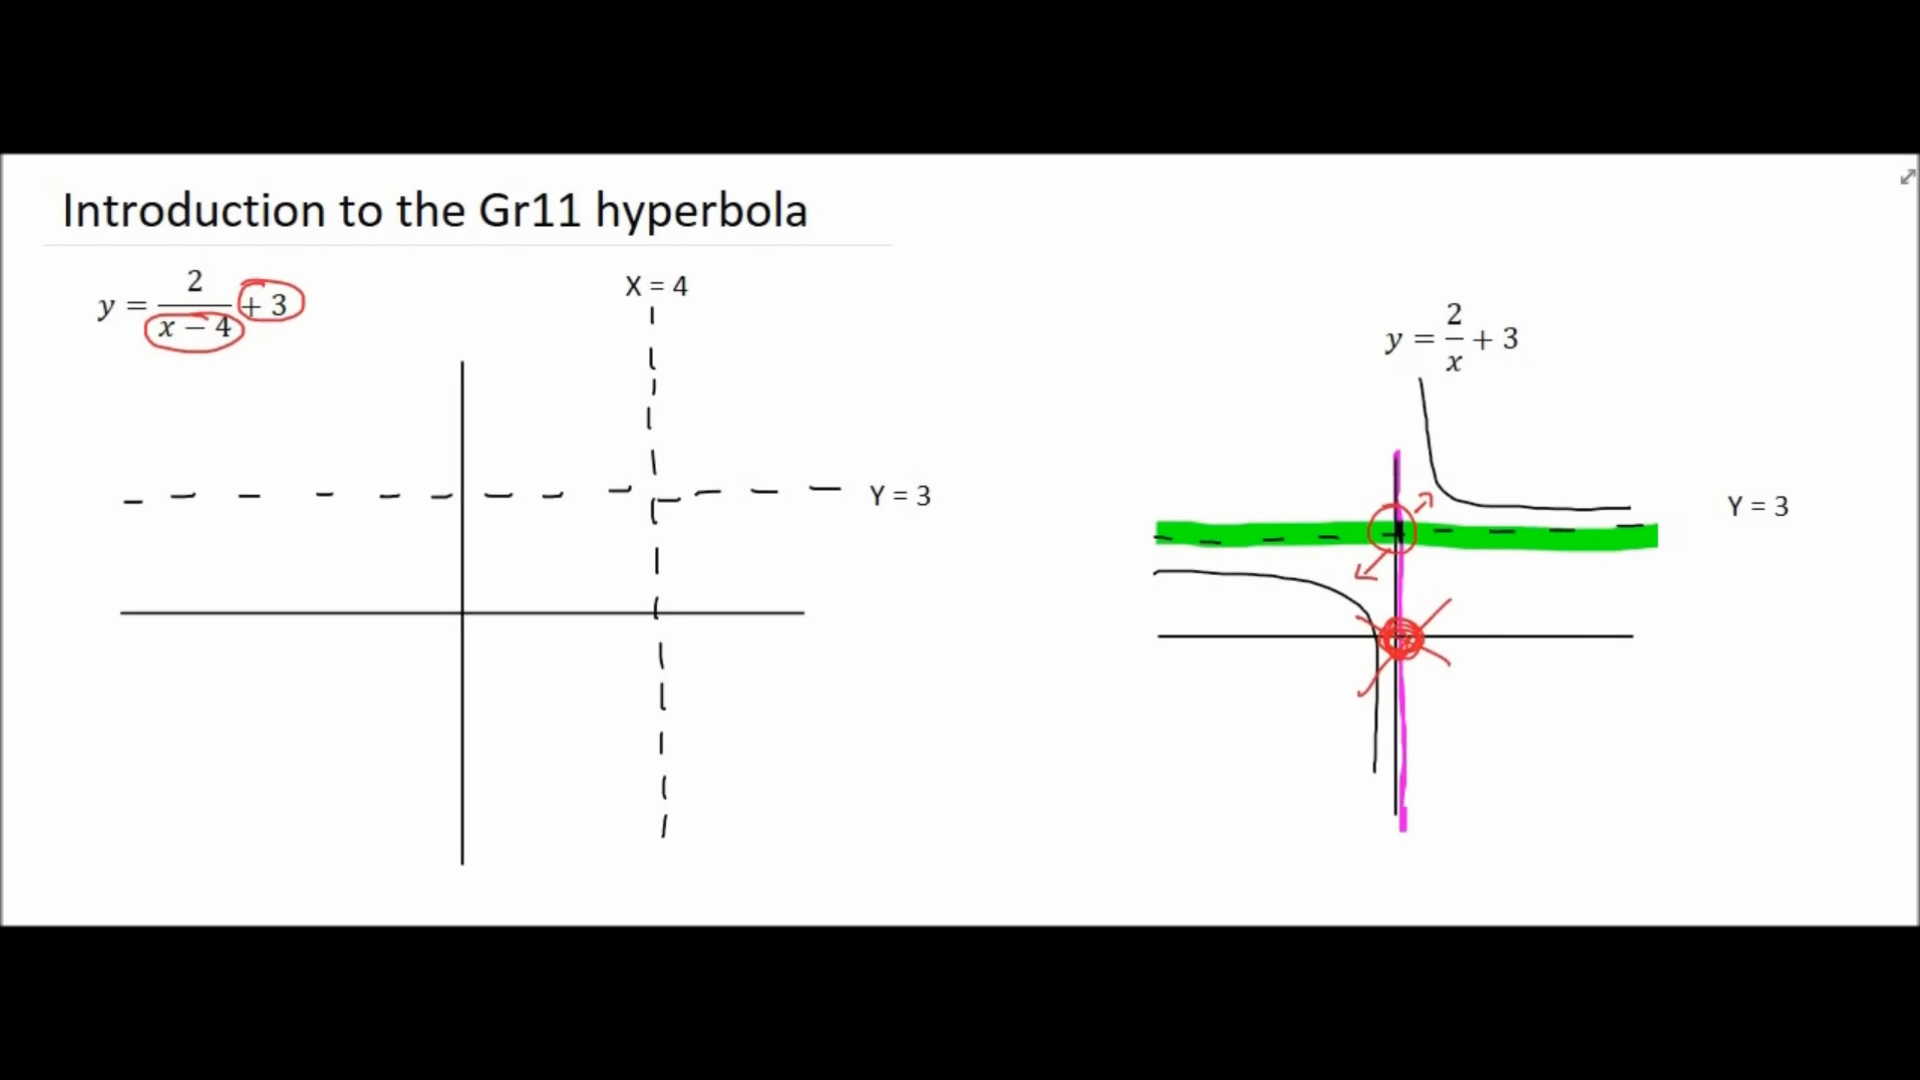 Introduction to the Gr11 hyperbola
y = 2/(x − 4) + 3
X = 4
Y = 3
y = 2/x + 3
Y = 3